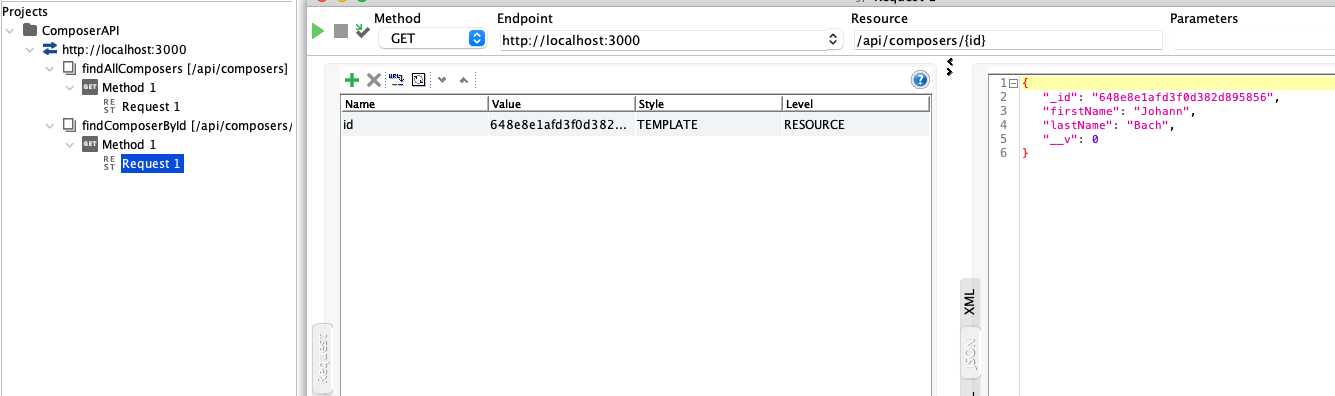 Request 1
Projects
ComposerAPI
http://localhost:3000
findAllComposers [/api/composers]
GET Method 1
REST Request 1
findComposerById [/api/composers/
GET Method 1
REST Request 1
Method Endpoint Resource Parameters
GET http://localhost:3000 /api/composers/{id}
Name Value Style Level
id 648e8e1afd3f0d382... TEMPLATE RESOURCE
Request
XML
JSON
1 {
2 "_id": "648e8e1afd3f0d382d895856",
3 "firstName": "Johann",
4 "lastName": "Bach",
5 "__v": 0
6 }